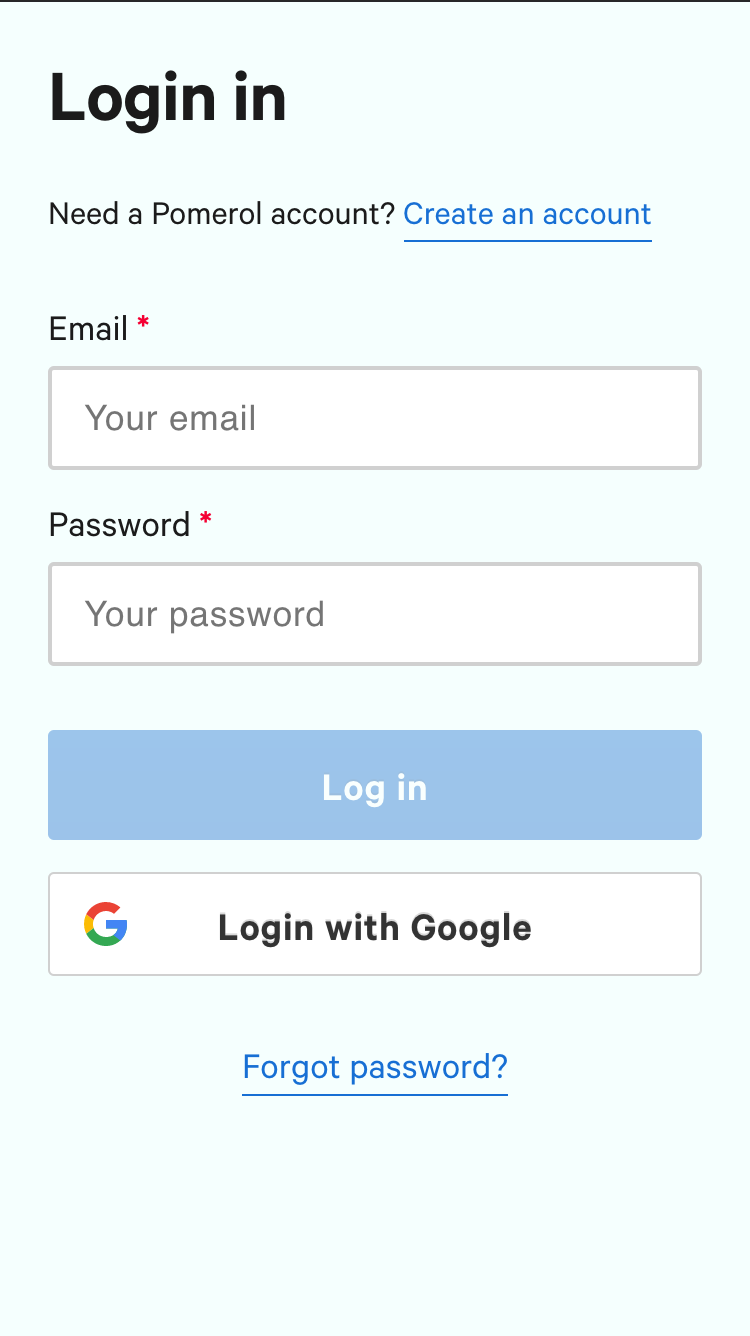 Login in
Need a Pomerol account? Create an account
Email *
Your email
Password *
Your password
Log in
Login with Google
Forgot password?